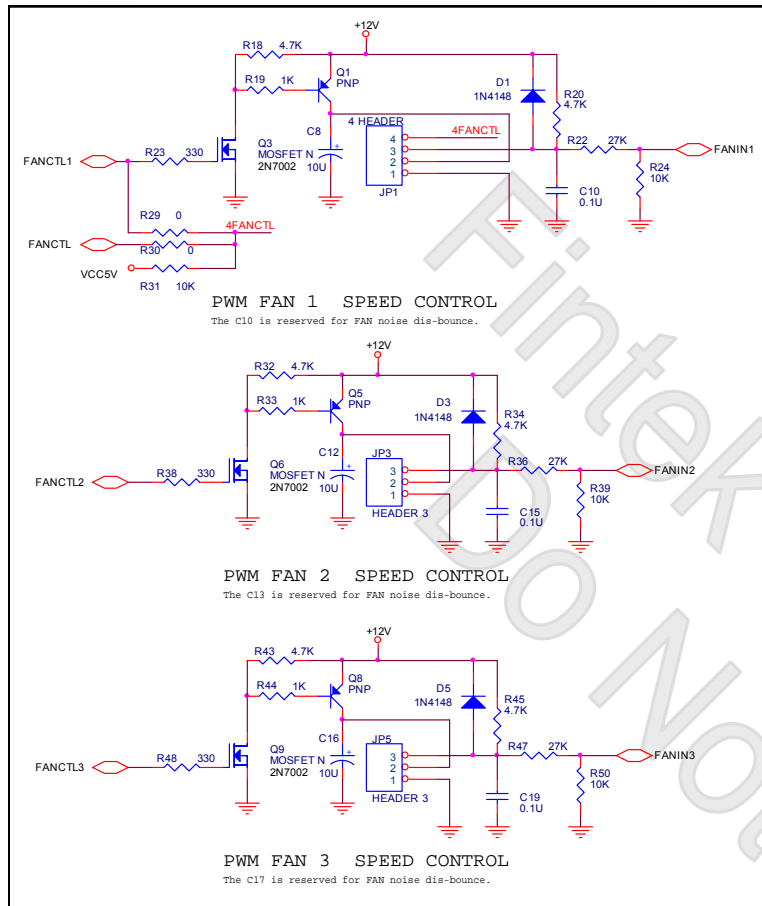 +12V
R18 4.7K
R19 1K
Q1
PNP
D1
1N4148
R20
4.7K
4 HEADER
4FANCTL
C8
10U
4
3
2
1
JP1
R22 27K
FANIN1
R24
10K
C10
0.1U
FANCTL1
R23 330
Q3
MOSFET N
2N7002
R29 0
4FANCTL
FANCTL
R30 0
VCC5V
R31 10K
PWM FAN 1 SPEED CONTROL
The C10 is reserved for FAN noise dis-bounce.
+12V
R32 4.7K
R33 1K
Q5
PNP
D3
1N4148
R34
4.7K
C12
10U
JP3
3
2
1
HEADER 3
R36 27K
FANIN2
R39
10K
C15
0.1U
FANCTL2
R38 330
Q6
MOSFET N
2N7002
PWM FAN 2 SPEED CONTROL
The C13 is reserved for FAN noise dis-bounce.
+12V
R43 4.7K
R44 1K
Q8
PNP
D5
1N4148
R45
4.7K
C16
10U
JP5
3
2
1
HEADER 3
R47 27K
FANIN3
R50
10K
C19
0.1U
FANCTL3
R48 330
Q9
MOSFET N
2N7002
PWM FAN 3 SPEED CONTROL
The C17 is reserved for FAN noise dis-bounce.
Fintek
Do Not